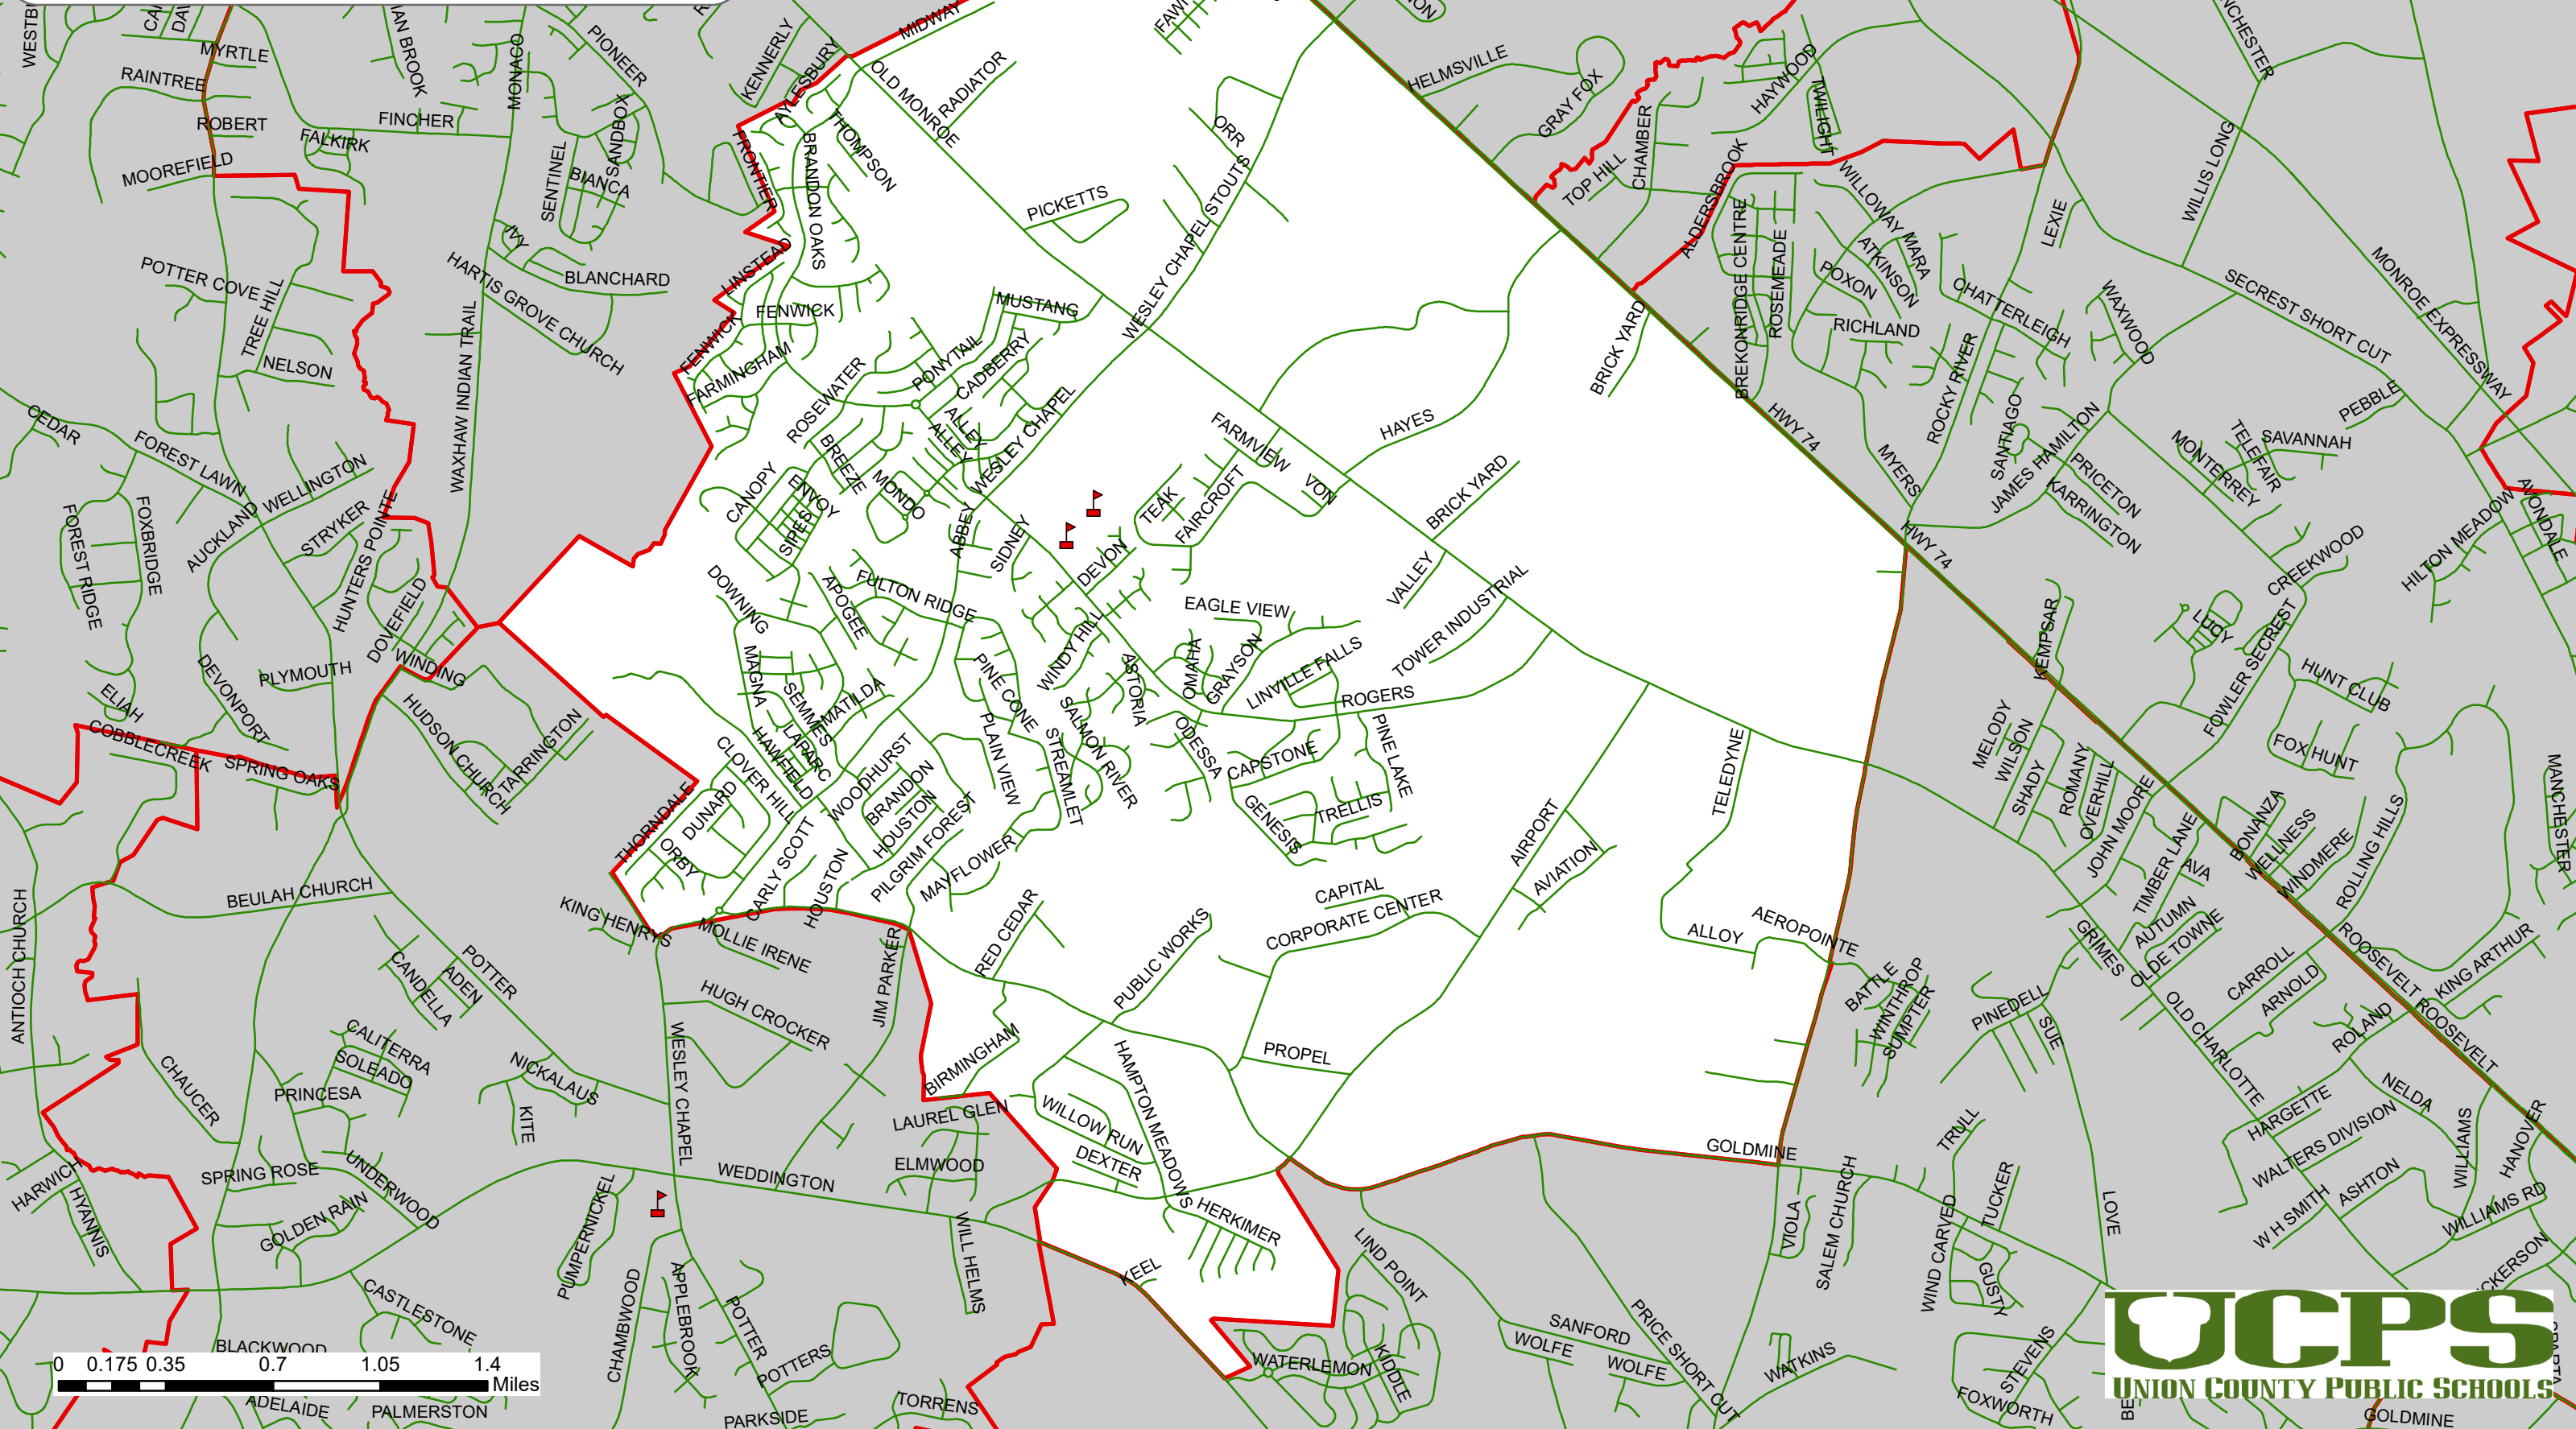 MIDWAY
MYRTLE
RAINTREE
ROBERT
MOOREFIELD
FALKIRK
FINCHER
MONACO
PIONEER
SANDBOX
SENTINEL
BIANCA
KENNERLY
AYLESBURY
FRONTIER
BRANDON OAKS
THOMPSON
OLD MONROE
RADIATOR
ORR
PICKETTS
WESLEY CHAPEL STOUTS
HELMSVILLE
GRAY FOX
TOP HILL
CHAMBER
HAYWOOD
TWILIGHT
ALDERSBROOK
WILLOWAY
MARA
ATKINSON
POXON
RICHLAND
BREKONRIDGE CENTRE
ROSEMEADE
LEXIE
WILLIS LONG
CHATTERLEIGH
WAXWOOD
SECREST SHORT CUT
MONROE EXPRESSWAY
PEBBLE
POTTER COVE
TREE HILL
NELSON
IVY
BLANCHARD
HARTIS GROVE CHURCH
WAXHAW INDIAN TRAIL
LINSTEAD
FENWICK
FENWICK
FARMINGHAM
MUSTANG
PONYTAIL
CADBERRY
ROSEWATER
ALLEY
ALLEY
WESLEY CHAPEL
BREEZE
MONDO
CANOPY
ENVOY
SIPES
ABBEY
SIDNEY
FARMVIEW
VON
HAYES
BRICK YARD
BRICK YARD
HWY 74
HWY 74
MYERS
ROCKY RIVER
SANTIAGO
JAMES HAMILTON
PRICETON
KARRINGTON
MONTERREY
TELEFAIR
SAVANNAH
HILTON MEADOW
AVONDALE
CEDAR
FOREST LAWN
WELLINGTON
AUCKLAND
STRYKER
FOXBRIDGE
FOREST RIDGE
HUNTERS POINTE
DOVEFIELD
WINDING
PLYMOUTH
DEVONPORT
ELIAH
COBBLECREEK
SPRING OAKS
HUDSON CHURCH
TARRINGTON
TEAK
FAIRCROFT
DEVON
DOWNING
APOGEE
FULTON RIDGE
EAGLE VIEW
VALLEY
TOWER INDUSTRIAL
WINDY HILL
PINE CONE
MAGNA
SEMMES
MATILDA
LAPARC
HAWFIELD
CLOVER HILL
DUNARD
THORNDALE
ORBY
OMAHA
GRAYSON
LINVILLE FALLS
ROGERS
ASTORIA
SALMON RIVER
STREAMLET
PLAIN VIEW
ODESSA
CAPSTONE
PINE LAKE
GENESIS
TRELLIS
WOODHURST
BRANDON
HOUSTON
HOUSTON
PILGRIM FOREST
MAYFLOWER
CARLY SCOTT
AIRPORT
AVIATION
TELEDYNE
ALLOY
AEROPOINTE
CAPITAL
CORPORATE CENTER
PUBLIC WORKS
RED CEDAR
KEMPSAR
LUCY
CREEKWOOD
FOWLER SECREST
HUNT CLUB
FOX HUNT
MELODY
WILSON
SHADY
ROMANY
OVERHILL
JOHN MOORE
TIMBER LANE
AVA
AUTUMN
OLDE TOWNE
GRIMES
BONANZA
WELLNESS
WINDMERE
ROLLING HILLS
MANCHESTER
ROOSEVELT
ROOSEVELT
KING ARTHUR
CARROLL
ARNOLD
ROLAND
OLD CHARLOTTE
BATTLE
WINTHROP
SUMPTER
PINEDELL
SUE
ANTIOCH CHURCH
BEULAH CHURCH
KING HENRYS
MOLLIE IRENE
JIM PARKER
HUGH CROCKER
POTTER
ADEN
CANDELLA
CALITERRA
SOLEADO
NICKALAUS
KITE
PRINCESA
CHAUCER
SPRING ROSE
UNDERWOOD
GOLDEN RAIN
HARWICH
HYANNIS
WESLEY CHAPEL
WEDDINGTON
BIRMINGHAM
LAUREL GLEN
ELMWOOD
WILLOW RUN
DEXTER
HAMPTON MEADOWS
HERKIMER
KEEL
PROPEL
GOLDMINE
TRULL
TUCKER
SALEM CHURCH
VIOLA
WIND CARVED
GUSTY
LOVE
HARGETTE
NELDA
WALTERS DIVISION
WILLIAMS
HANOVER
ASHTON
W H SMITH
WILLIAMS RD
PUMPERNICKEL
CHAMBWOOD
APPLEBROOK
POTTER
POTTERS
WILL HELMS
CASTLESTONE
BLACKWOOD
ADELAIDE
PALMERSTON
PARKSIDE
TORRENS
LIND POINT
WATERLEMON
KIDDLE
SANFORD
WOLFE
WOLFE
PRICE SHORT CUT
WATKINS
STEVENS
FOXWORTH
GOLDMINE
0 0.175 0.35 0.7 1.05 1.4
Miles
UCPS
UNION COUNTY PUBLIC SCHOOLS